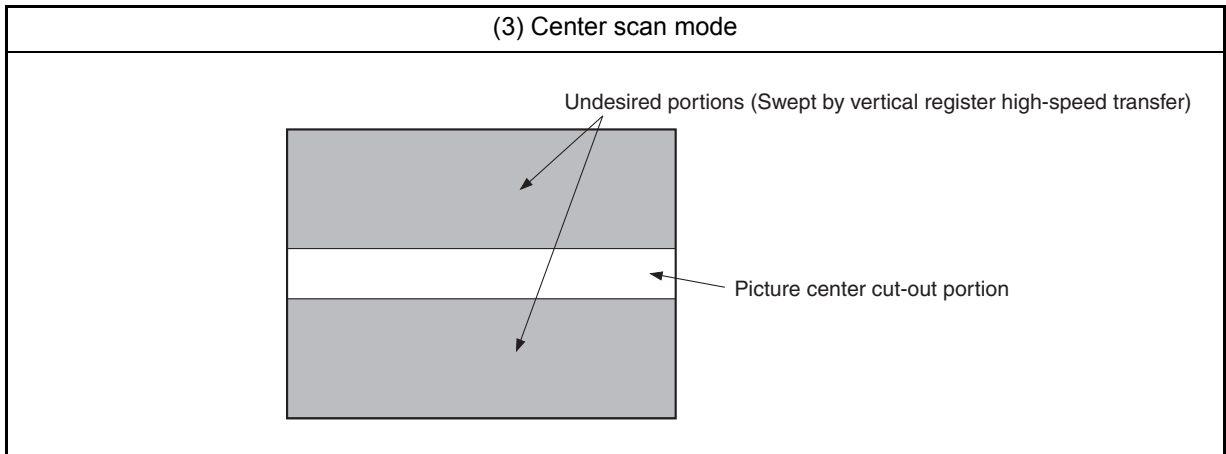 (3) Center scan mode
Undesired portions (Swept by vertical register high-speed transfer)
Picture center cut-out portion